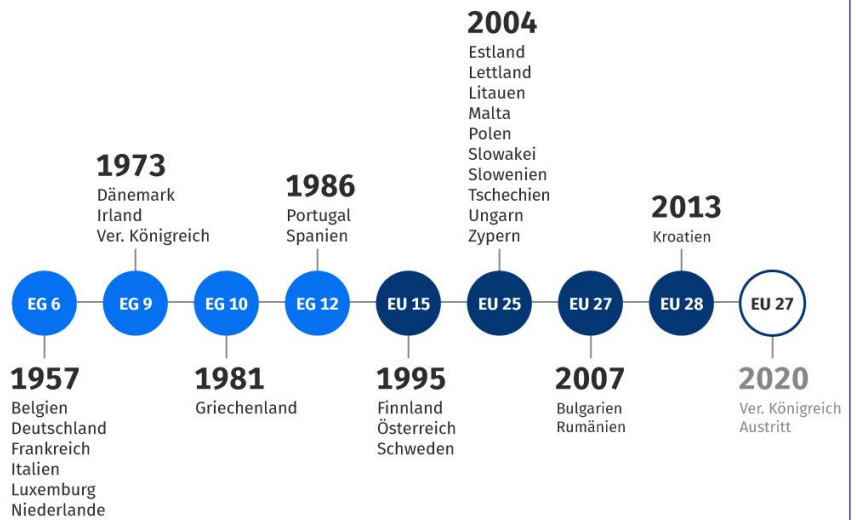 2004
Estland
Lettland
Litauen
Malta
Polen
Slowakei
Slowenien
Tschechien
Ungarn
Zypern
1973
Dänemark
Irland
Ver. Königreich
1986
Portugal
Spanien
2013
Kroatien
EG 6
EG 9
EG 10
EG 12
EU 15
EU 25
EU 27
EU 28
EU 27
1957
Belgien
Deutschland
Frankreich
Italien
Luxemburg
Niederlande
1981
Griechenland
1995
Finnland
Österreich
Schweden
2007
Bulgarien
Rumänien
2020
Ver. Königreich
Austritt